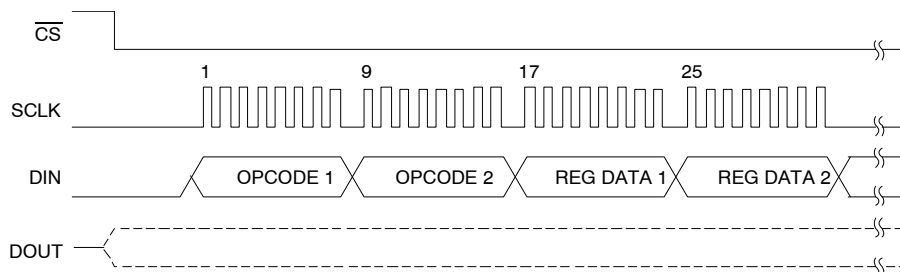 CS
1 9 17 25
SCLK
DIN OPCODE 1 OPCODE 2 REG DATA 1 REG DATA 2
DOUT